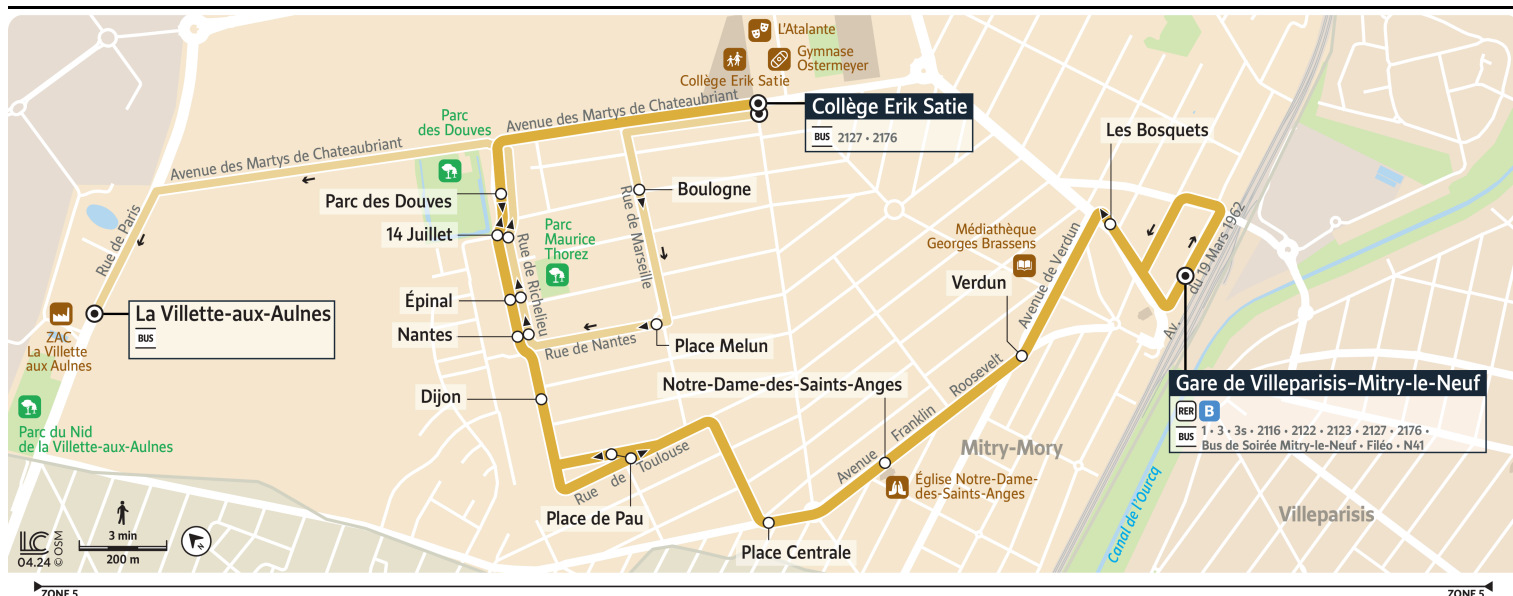 L'Atalante
Gymnase
Ostermeyer
Collège Erik Satie
Avenue des Martys de Chateaubriant
Collège Erik Satie
BUS 2127 • 2176
Parc
des Douves
Avenue des Martys de Chateaubriant
Les Bosquets
Parc des Douves
Boulogne
14 Juillet
Parc
Maurice
Thorez
Rue de Marseille
Rue de Richelieu
Rue de Paris
Médiathèque
Georges Brassens
Verdun
Avenue de Verdun
Av. du 19 Mars 1962
Épinal
La Villette-aux-Aulnes
BUS
ZAC
La Villette
aux Aulnes
Nantes
Rue de Nantes
Place Melun
Notre-Dame-des-Saints-Anges
Dijon
Gare de Villeparisis–Mitry-le-Neuf
RER B
BUS 1 • 3 • 3s • 2116 • 2122 • 2123 • 2127 • 2176 •
Bus de Soirée Mitry-le-Neuf • Filéo • N41
Avenue Franklin Roosevelt
Parc du Nid
de la Villette-aux-Aulnes
Rue de Toulouse
Mitry-Mory
Église Notre-Dame-
des-Saints-Anges
Place de Pau
Villeparisis
Canal de l'Ourcq
Place Centrale
LC
04.24 © OSM
3 min
200 m
N
ZONE 5
ZONE 5